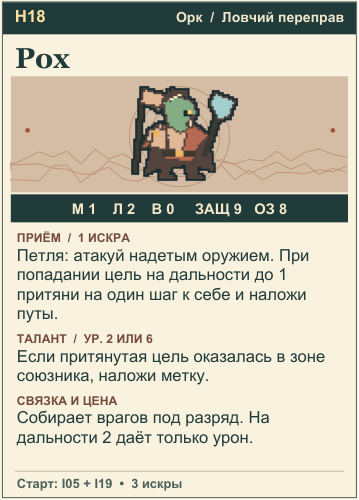 H18
Орк / Ловчий переправ
Рох
М 1 Л 2 В 0 ЗАЩ 9 ОЗ 8
ПРИЁМ / 1 ИСКРА
Петля: атакуй надетым оружием. При
попадании цель на дальности до 1
притяни на один шаг к себе и наложи
путы.
ТАЛАНТ / УР. 2 ИЛИ 6
Если притянутая цель оказалась в зоне
союзника, наложи метку.
СВЯЗКА И ЦЕНА
Собирает врагов под разряд. На
дальности 2 даёт только урон.
Старт: I05 + I19 • 3 искры